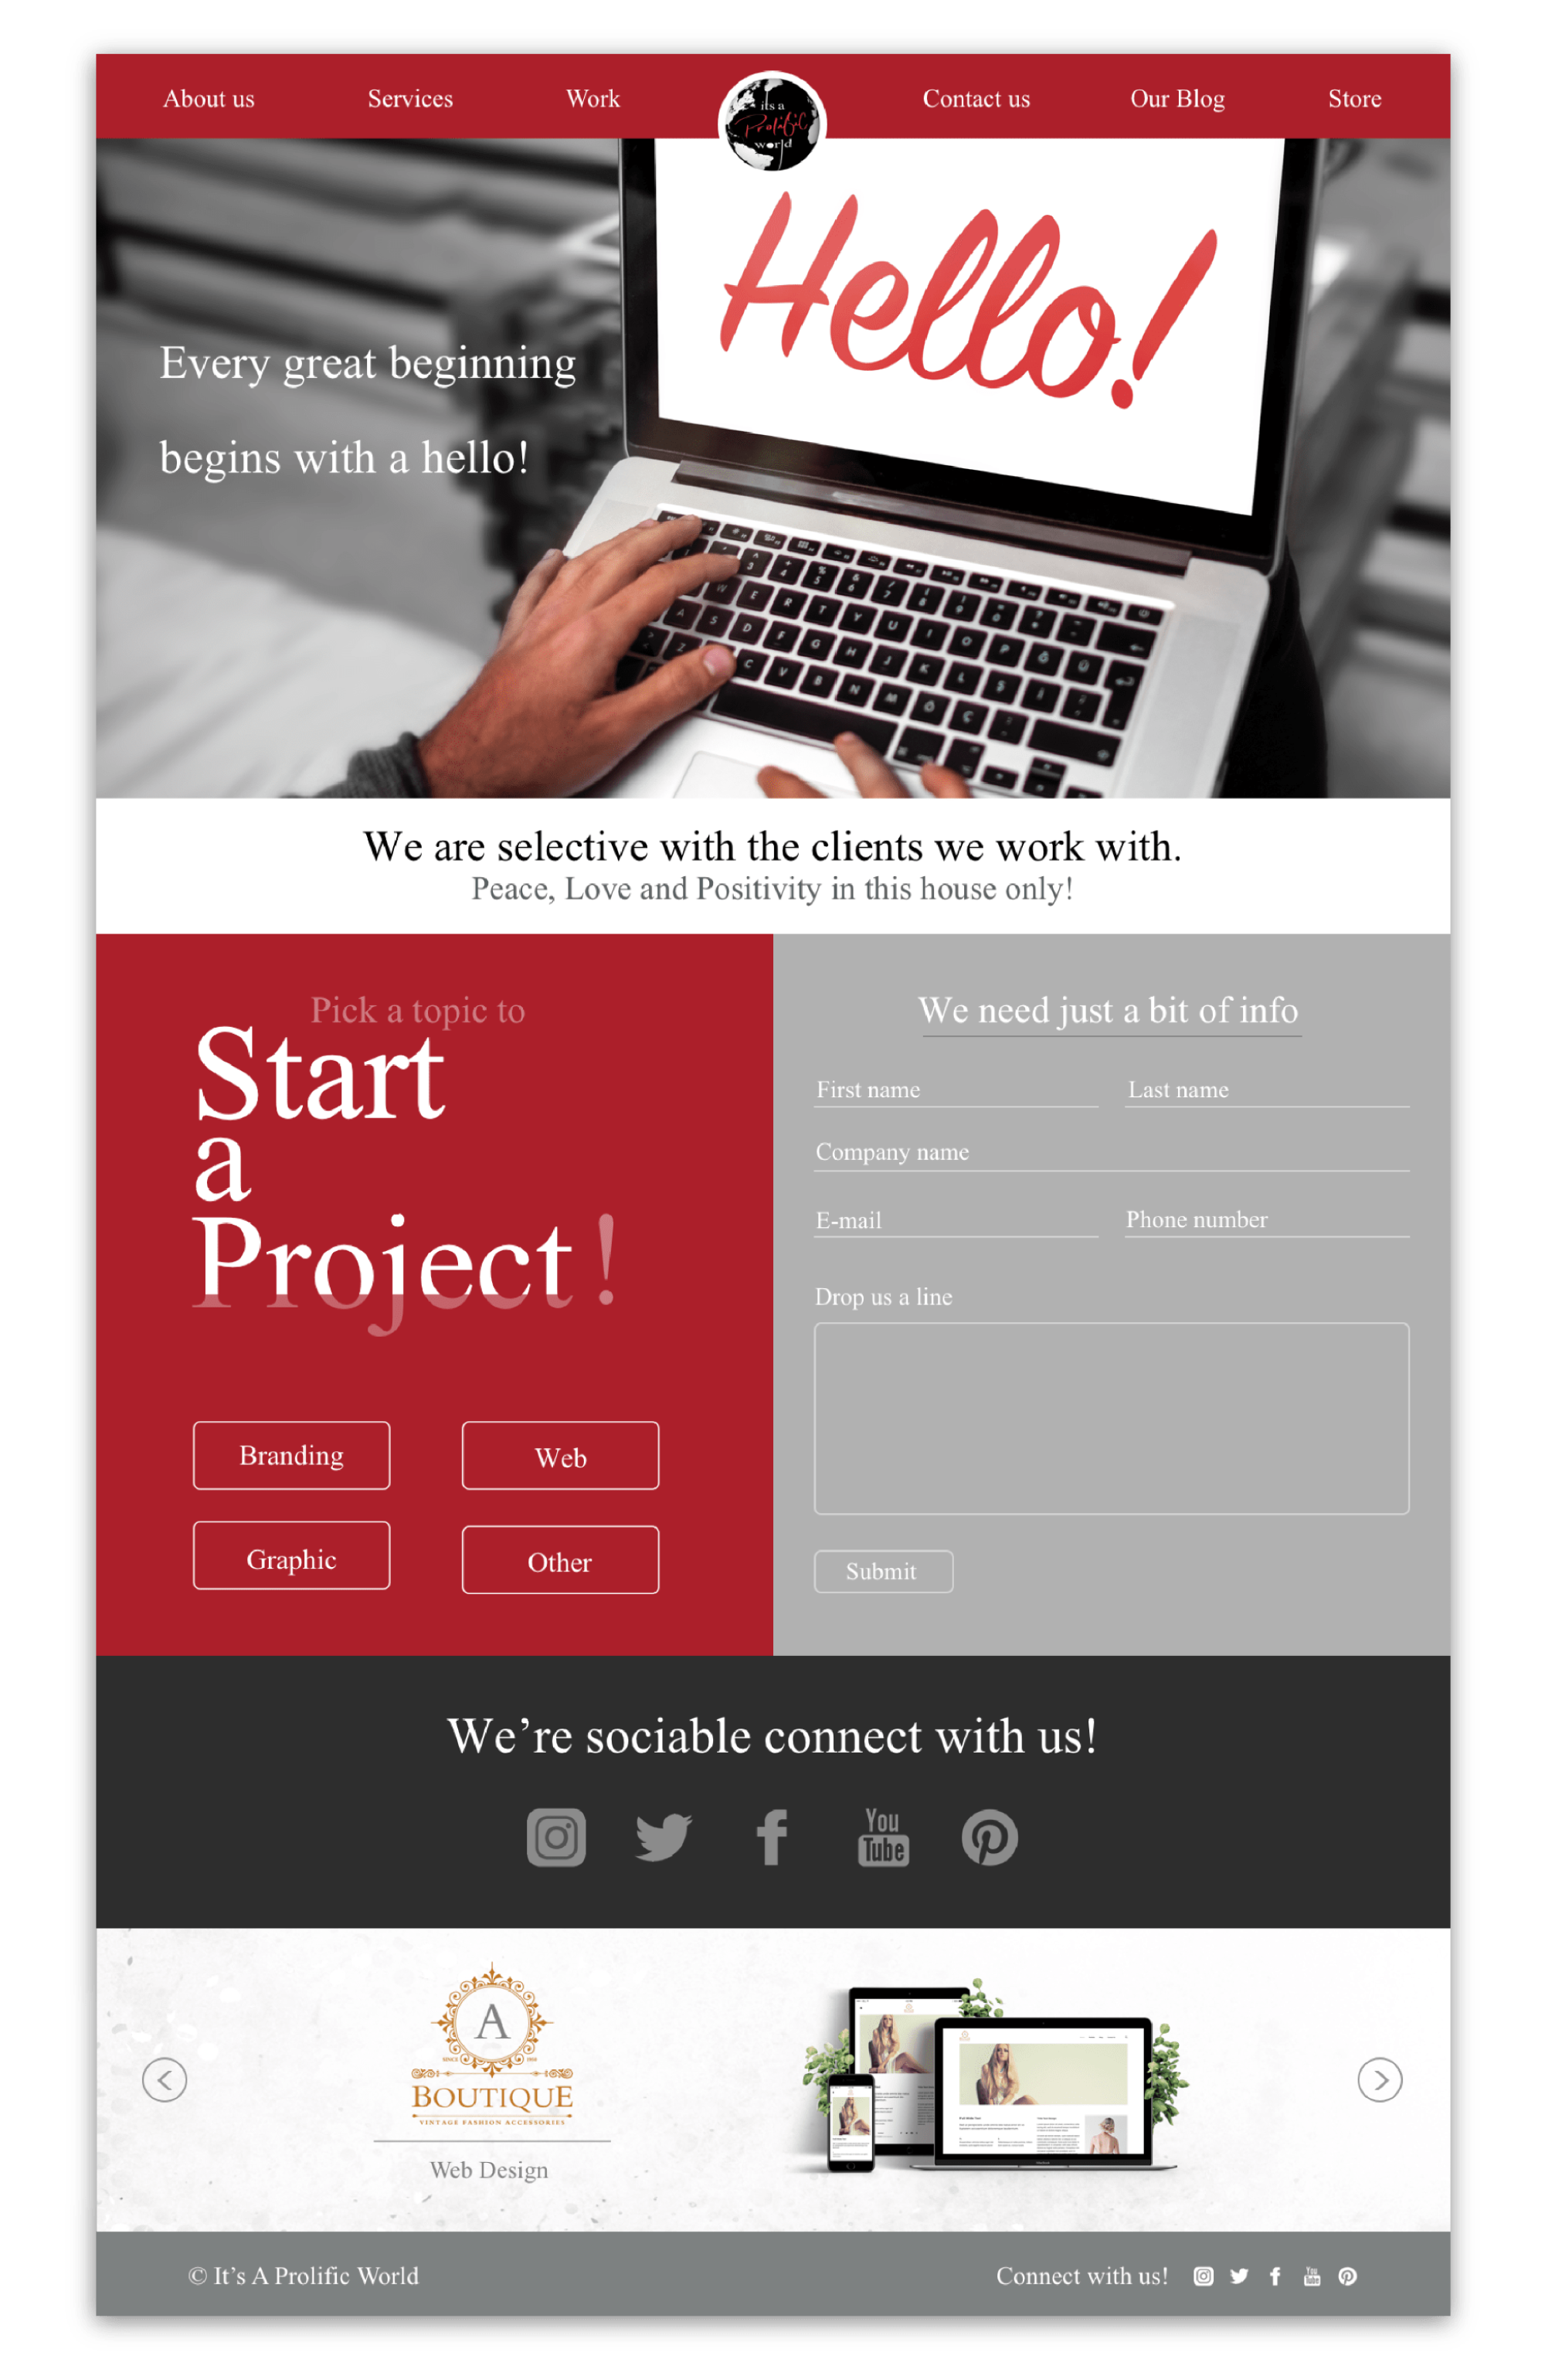 About us
Services
Work
its a
Prolific
world
Contact us
Our Blog
Store
Hello!
Every great beginning
begins with a hello!
We are selective with the clients we work with.
Peace, Love and Positivity in this house only!
Pick a topic to
Start
a
Project!
Branding
Web
Graphic
Other
We need just a bit of info
First name
Last name
Company name
E-mail
Phone number
Drop us a line
Submit
We’re sociable connect with us!
You
Tube
A
SINCE
BOUTIQUE
VINTAGE FASHION ACCESSORIES
Web Design
© It’s A Prolific World
Connect with us!
You
Tube